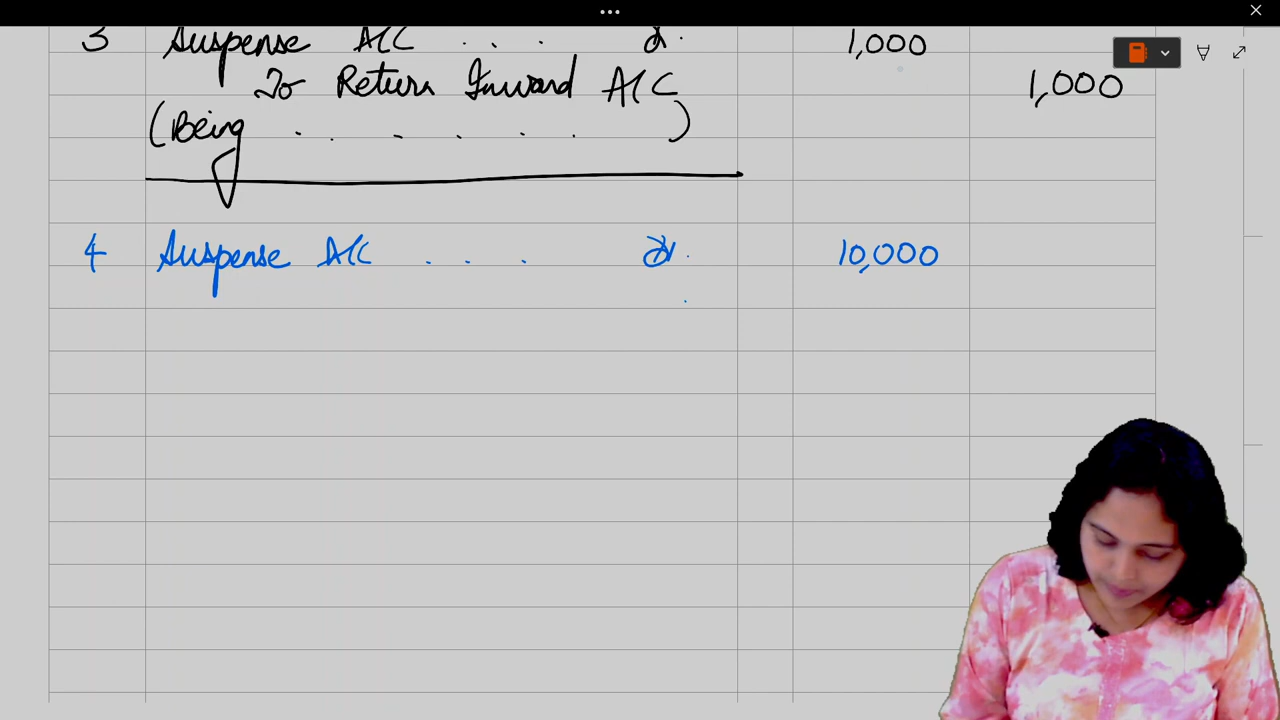 3 Suspense A/C . . . dr. 1,000
To Return Inward A/C 1,000
(Being . . . . . . )
4 Suspense A/C . . . dr. 10,000